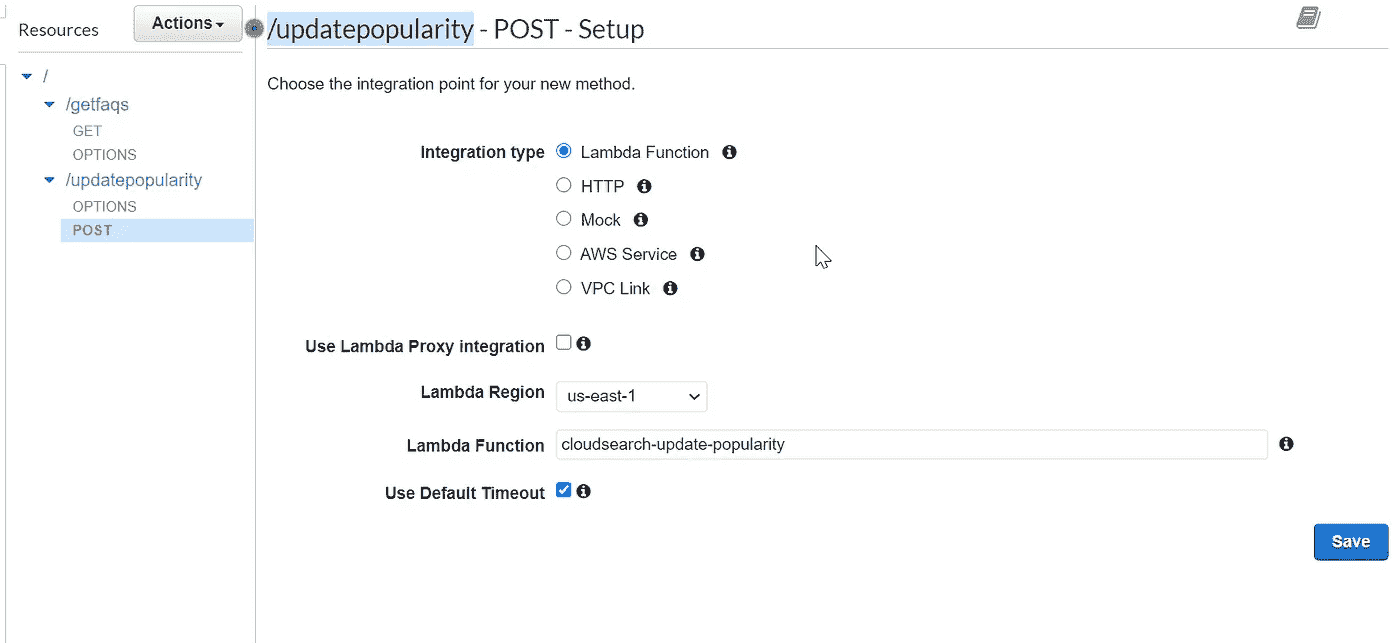 Resources
Actions
/updatepopularity - POST - Setup
/
/getfaqs
GET
OPTIONS
/updatepopularity
OPTIONS
POST
Choose the integration point for your new method.
Integration type
Lambda Function
HTTP
Mock
AWS Service
VPC Link
Use Lambda Proxy integration
Lambda Region us-east-1
Lambda Function cloudsearch-update-popularity
Use Default Timeout
Save